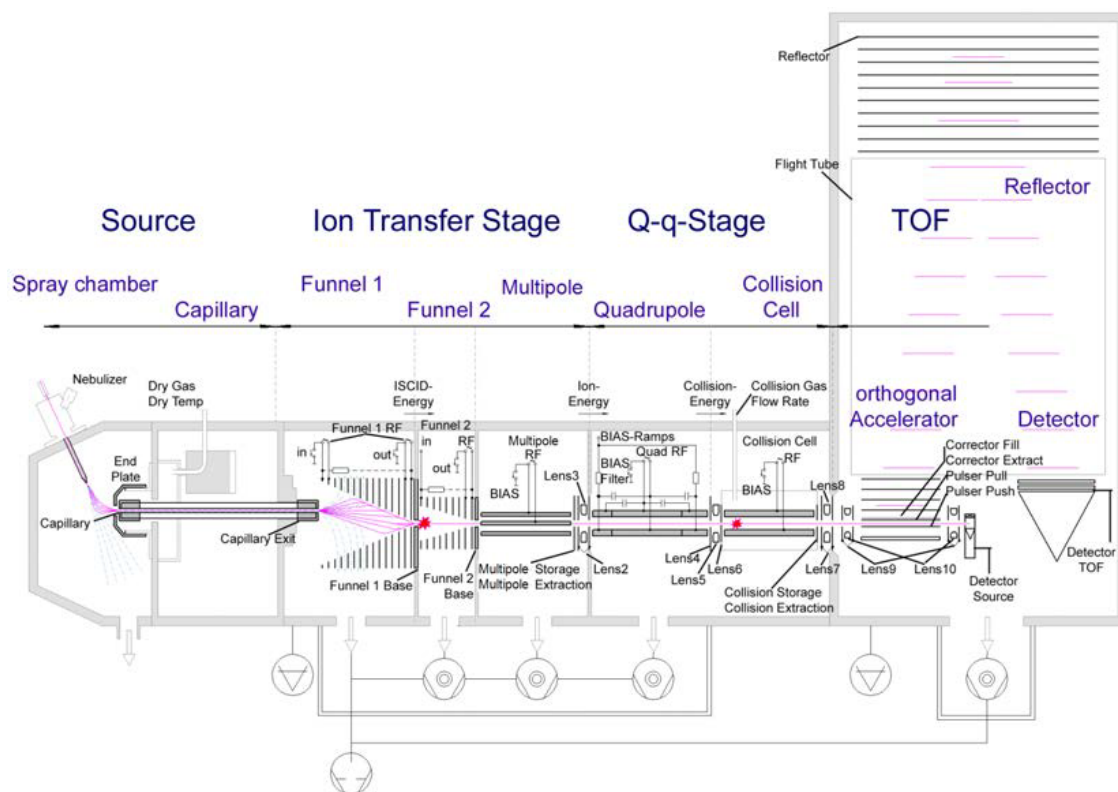 Reflector
Flight Tube
Reflector
Source
Ion Transfer Stage
Q-q-Stage
TOF
Spray chamber
Capillary
Funnel 1
Funnel 2
Multipole
Quadrupole
Collision
Cell
orthogonal
Accelerator
Detector
Nebulizer
Dry Gas
Dry Temp
ISCID-
Energy
Ion-
Energy
Collision-
Energy
Collision Gas
Flow Rate
End
Plate
Capillary
Capillary Exit
Funnel 1 RF
in
out
Funnel 2
in
RF
out
Funnel 1 Base
Funnel 2
Base
Multipole
RF
BIAS
Lens3
Multipole Storage
Multipole Extraction
Lens2
BIAS-Ramps
Quad RF
BIAS
Filter
Lens4
Lens5
Lens6
Collision Cell
RF
BIAS
Lens8
Lens7
Collision Storage
Collision Extraction
Corrector Fill
Corrector Extract
Pulser Pull
Pulser Push
Lens9
Lens10
Detector
Source
Detector
TOF